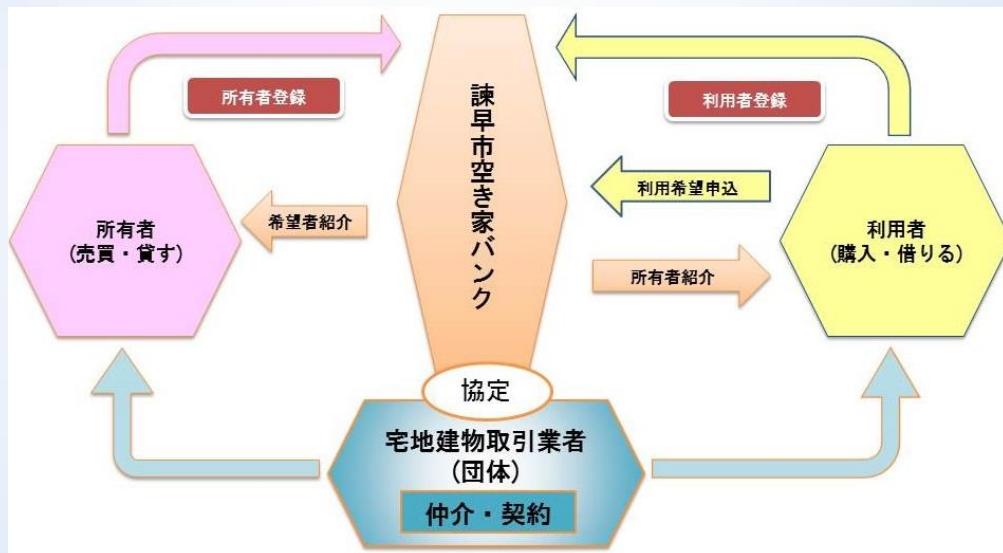 所有者登録
利用者登録
諫早市空き家バンク
所有者
(売買・貸す)
希望者紹介
利用希望申込
所有者紹介
利用者
(購入・借りる)
協定
宅地建物取引業者
(団体)
仲介・契約